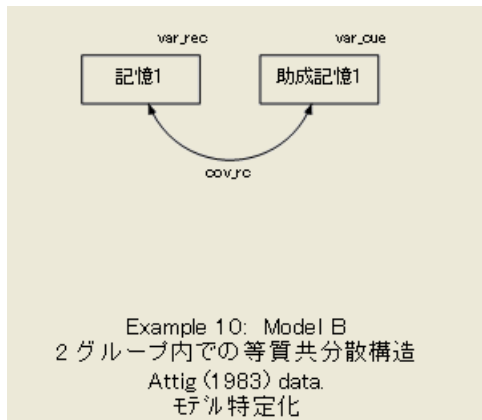 var_rec
var_cue
記憶1
助成記憶1
cov_rc
Example 10: Model B
2 グループ内での等質共分散構造
Attig (1983) data.
モデル特定化